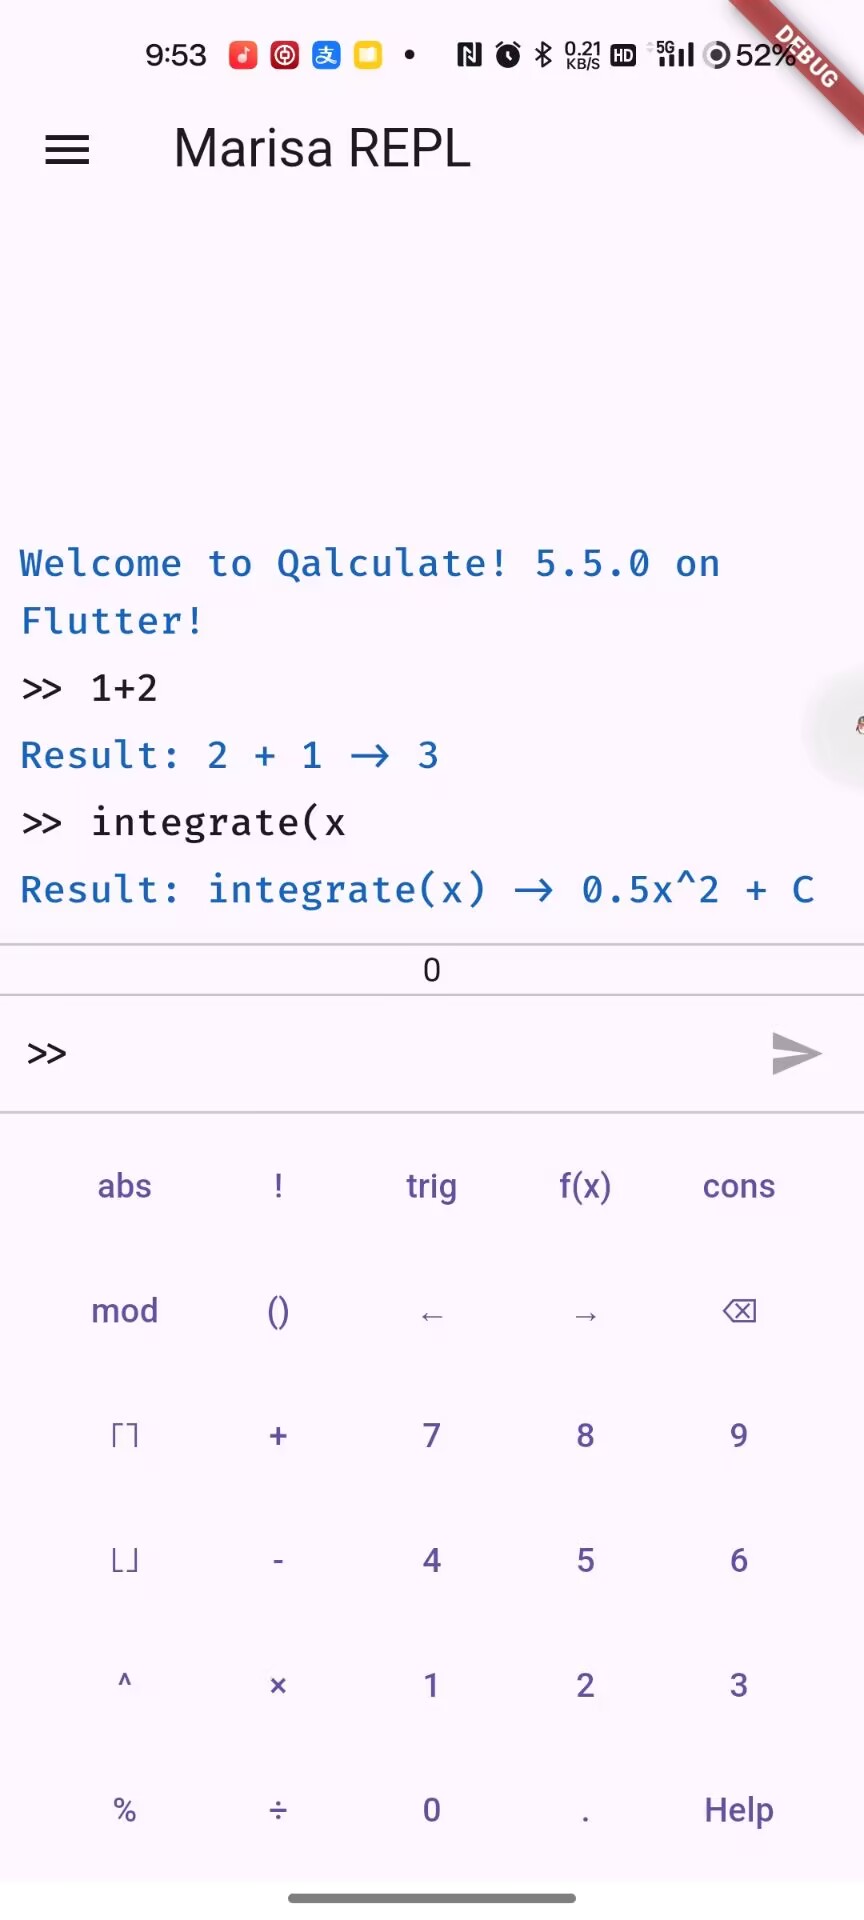 9:53 支 • 0.21 KB/S HD 5G 52%
DEBUG
Marisa REPL
Welcome to Qalculate! 5.5.0 on
Flutter!
>> 1+2
Result: 2 + 1 → 3
>> integrate(x
Result: integrate(x) → 0.5x^2 + C
0
>>
abs ! trig f(x) cons
mod () ← → ⌫
⌈⌉ + 7 8 9
⌊⌋ - 4 5 6
^ × 1 2 3
% ÷ 0 . Help